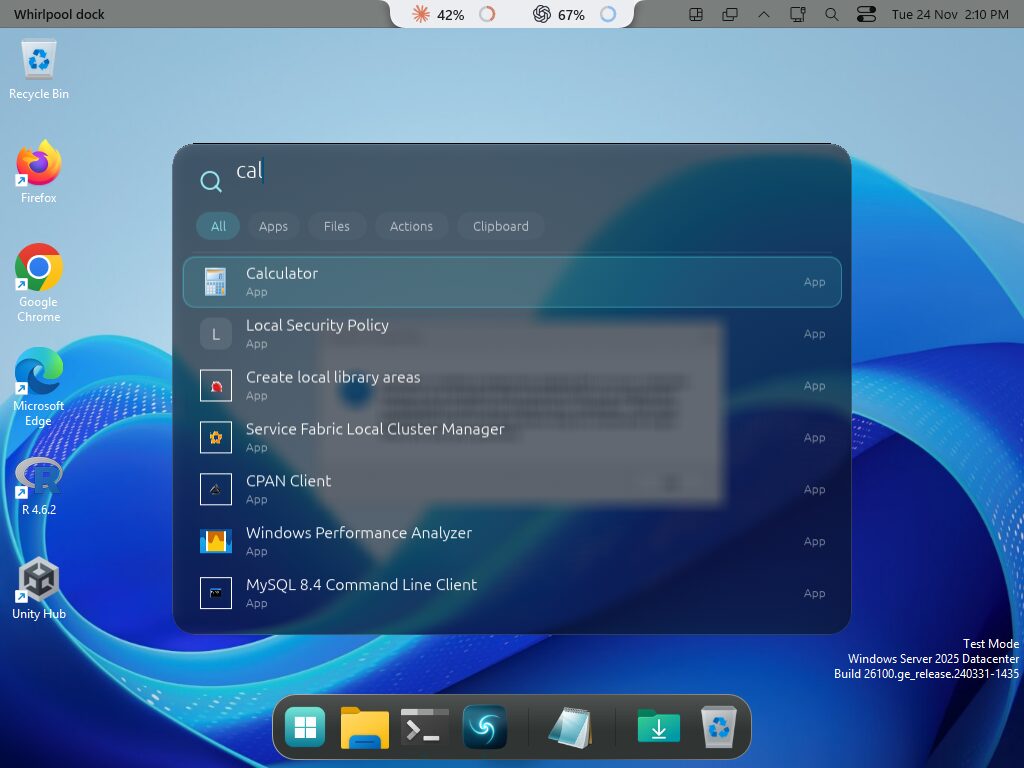 Whirlpool dock
42%
67%
Tue 24 Nov 2:10 PM
Recycle Bin
Firefox
Google
Chrome
Microsoft
Edge
R 4.6.2
Unity Hub
cal
All
Apps
Files
Actions
Clipboard
Calculator
App
App
L
Local Security Policy
App
App
Create local library areas
App
App
Service Fabric Local Cluster Manager
App
App
CPAN Client
App
App
Windows Performance Analyzer
App
App
MySQL 8.4 Command Line Client
App
App
Test Mode
Windows Server 2025 Datacenter
Build 26100.ge_release.240331-1435